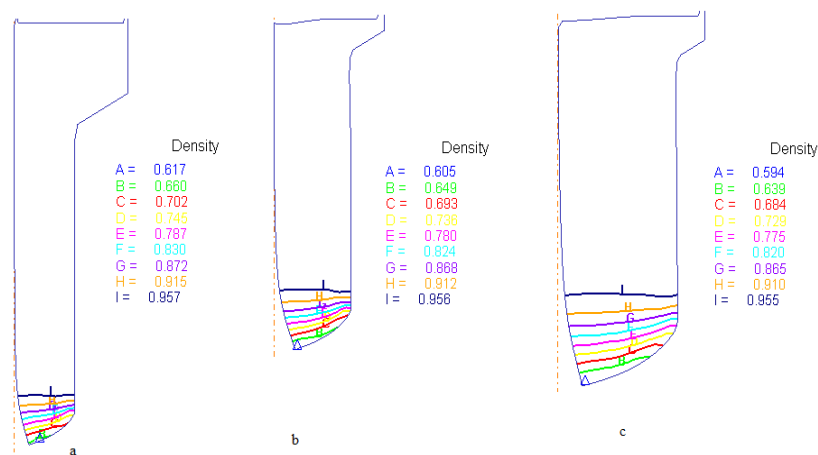 Density
A = 0.617
B = 0.660
C = 0.702
D = 0.745
E = 0.787
F = 0.830
G = 0.872
H = 0.915
I = 0.957
a
Density
A = 0.605
B = 0.649
C = 0.693
D = 0.736
E = 0.780
F = 0.824
G = 0.868
H = 0.912
I = 0.956
b
Density
A = 0.594
B = 0.639
C = 0.684
D = 0.729
E = 0.775
F = 0.820
G = 0.865
H = 0.910
I = 0.955
c